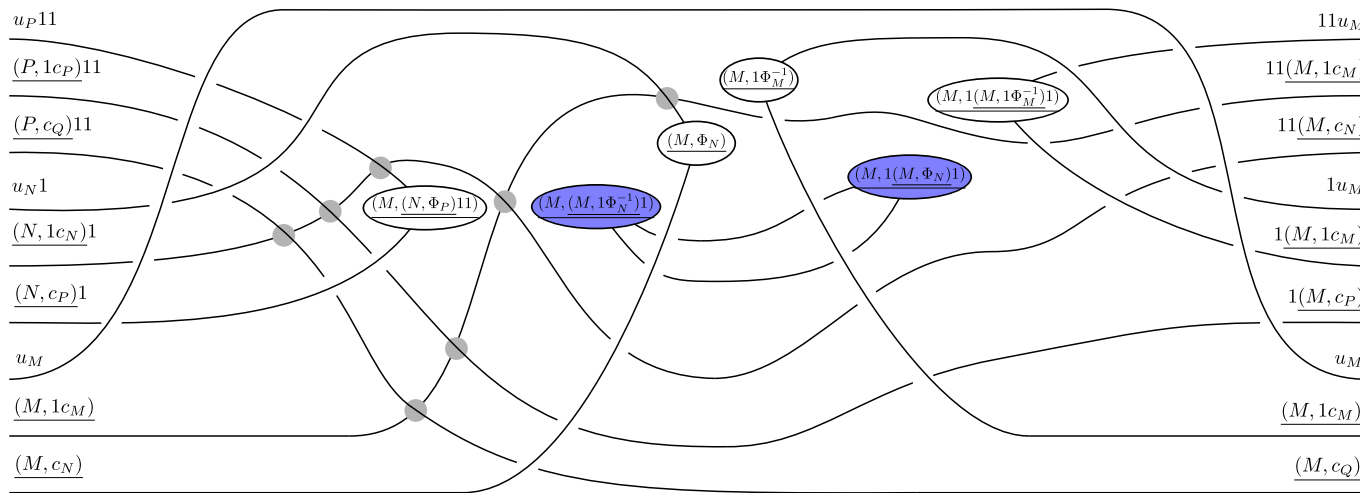 u_P11
(P, 1c_P)11
(P, c_Q)11
u_N1
(N, 1c_N)1
(N, c_P)1
u_M
(M, 1c_M)
(M, c_N)
(M, (N, Φ_P)11)
(M, (M, 1Φ_N^{-1})1)
(M, Φ_N)
(M, 1Φ_M^{-1})
(M, 1(M, Φ_N)1)
(M, 1(M, 1Φ_M^{-1})1)
11u_M
11(M, 1c_M)
11(M, c_N)
1u_M
1(M, 1c_M)
1(M, c_P)
u_M
(M, 1c_M)
(M, c_Q)